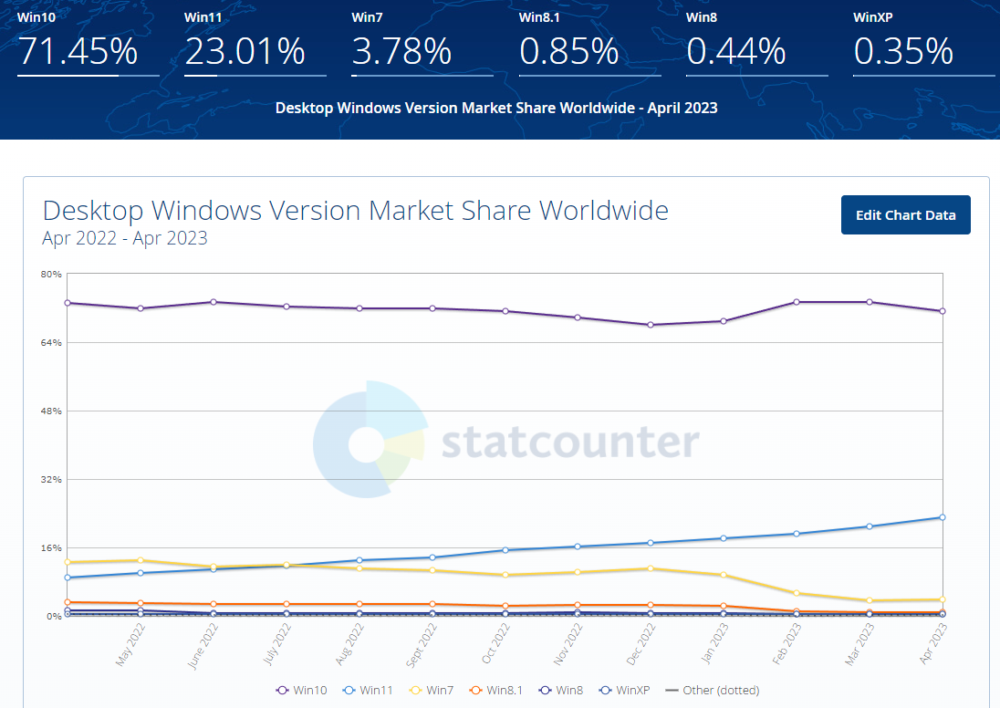 Win10 Win11 Win7 Win8.1 Win8 WinXP
71.45% 23.01% 3.78% 0.85% 0.44% 0.35%
Desktop Windows Version Market Share Worldwide - April 2023
Desktop Windows Version Market Share Worldwide
Edit Chart Data
Apr 2022 - Apr 2023
80%
64%
48%
statcounter
32%
16%
0%
May 2022 June 2022 July 2022 Aug 2022 Sept 2022 Oct 2022 Nov 2022 Dec 2022 Jan 2023 Feb 2023 Mar 2023 Apr 2023
Win10 Win11 Win7 Win8.1 Win8 WinXP Other (dotted)